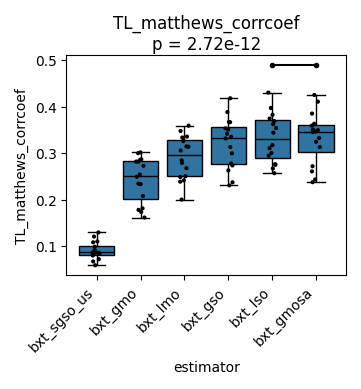 TL_matthews_corrcoef
p = 2.72e-12
TL_matthews_corrcoef
0.5
0.4
0.3
0.2
0.1
bxt_sgso_us
bxt_gmo
bxt_lmo
bxt_gso
bxt_lso
bxt_gmosa
estimator